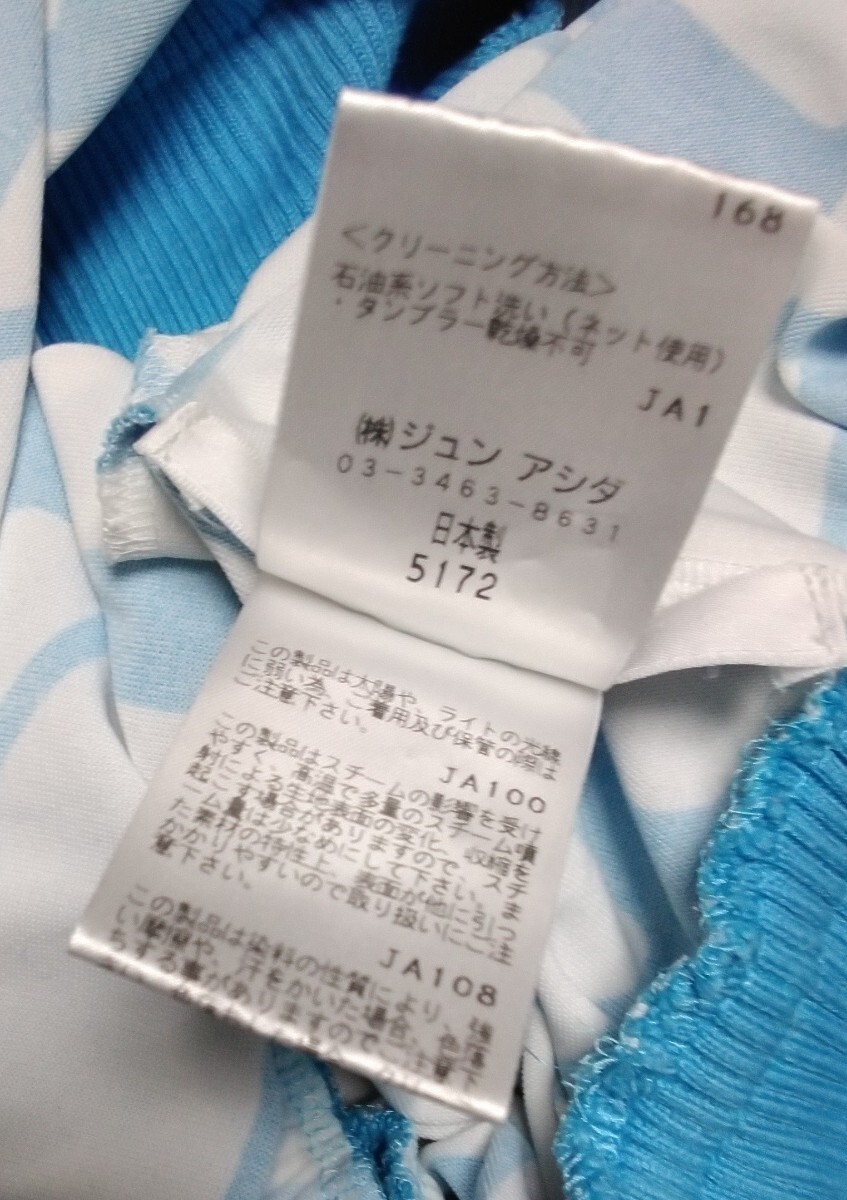 168
<クリーニング方法>
石油系ソフト洗い(ネット使用)
・タンブラー乾燥不可
JA1
㈱ジュン アシダ
03-3463-8631
日本製
5172
この製品は太陽や、ライトの光線
に弱い為、ご着用及び保管の際は
ご注意下さい。
JA100
この製品はスチームの影響を受け
やすく、高温で多量のスチーム噴
射による生地表面の変化、収縮を
起こす場合がありますので、スチ
ーム量は少なめにして下さい。ま
た素材の特性上、表面が他に引っ
かかりやすいので取り扱いにご注
意下さい。
JA108
この製品は染料の性質により、強
い摩擦や、汗をかいた場合、色落
ちする事がありますのでご注意下